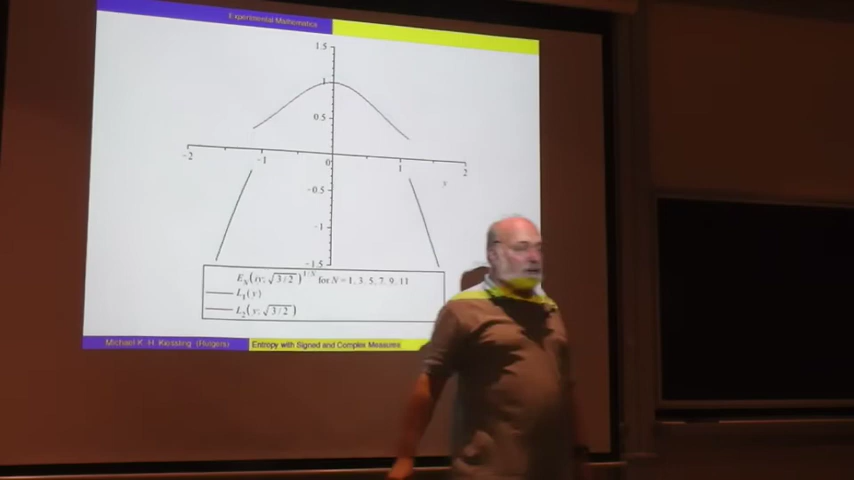 Experimental Mathematics
1.5
1
0.5
-2
-1
0
1
2
y
-0.5
-1
-1.5
E_N(iy; √3/2)^{1/N} for N = 1, 3, 5, 7, 9, 11
L_1(y)
L_2(y; √3/2)
Michael K. H. Kiessling (Rutgers)
Entropy with Signed and Complex Measures